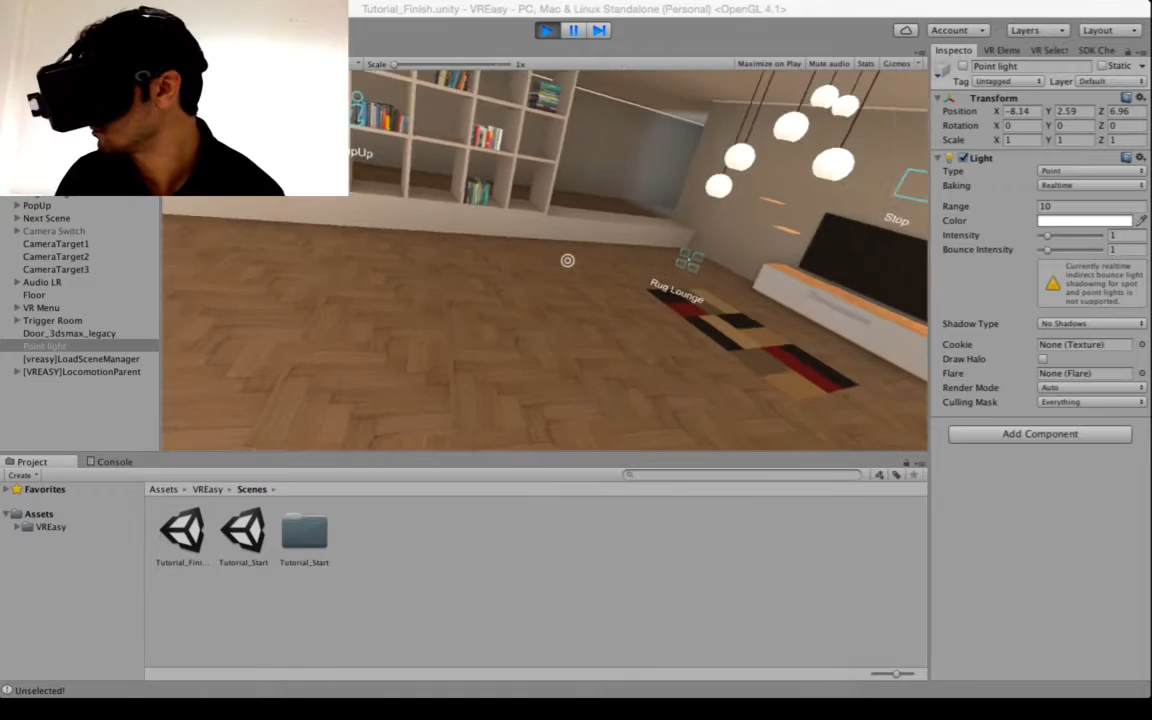 Tutorial_Finish.unity - VREasy - PC, Mac & Linux Standalone (Personal) <OpenGL 4.1>
Account
Layers
Layout
Scale
1x
Maximize on Play
Mute audio
Stats
Gizmos
Inspecto
VR Eleme
VR Select
SDK Che
Point light
Static
Tag
Untagged
Layer
Default
Transform
Position X -8.14 Y 2.59 Z 6.96
Rotation X 0 Y 0 Z 0
Scale X 1 Y 1 Z 1
Light
Type Point
Baking Realtime
Range 10
Color
Intensity 1
Bounce Intensity 1
Currently realtime
indirect bounce light
shadowing for spot
and point lights is
not supported.
Shadow Type No Shadows
Cookie None (Texture)
Draw Halo
Flare None (Flare)
Render Mode Auto
Culling Mask Everything
Add Component
pUp
Stop
Rug Lounge
PopUp
Next Scene
Camera Switch
CameraTarget1
CameraTarget2
CameraTarget3
Audio LR
Floor
VR Menu
Trigger Room
Door_3dsmax_legacy
Point light
[vreasy]LoadSceneManager
[VREASY]LocomotionParent
Project
Console
Create
Favorites
Assets
VREasy
Assets VREasy Scenes
Tutorial_Fini...
Tutorial_Start
Tutorial_Start
Unselected!